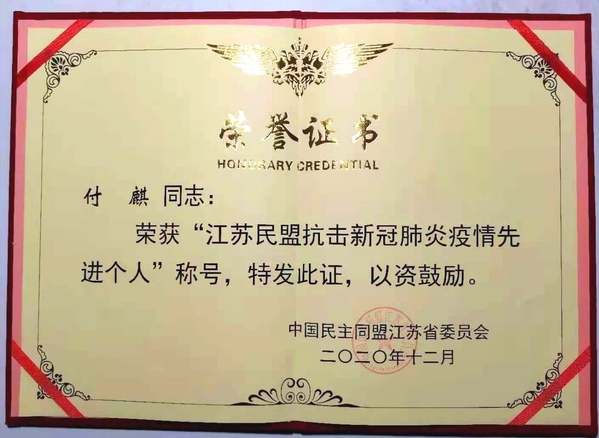 荣誉证书
HONORARY CREDENTIAL
付 麒 同志：
荣获“江苏民盟抗击新冠肺炎疫情先
进个人”称号，特发此证，以资鼓励。
中国民主同盟江苏省委员会
二〇二〇年十二月